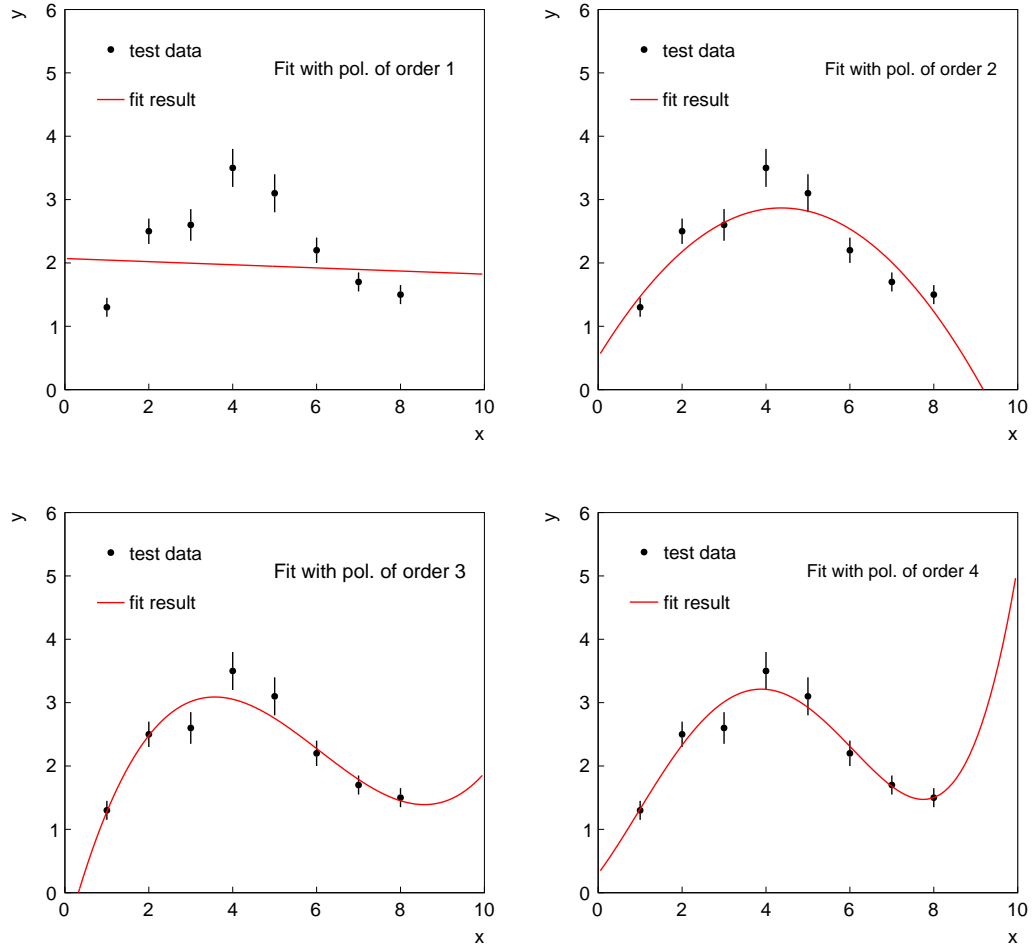 y
6
test data
Fit with pol. of order 1
5
fit result
4
3
2
1
0
0 2 4 6 8 10
x
y
6
test data
Fit with pol. of order 2
5
fit result
4
3
2
1
0
0 2 4 6 8 10
x
y
6
test data
Fit with pol. of order 3
5
fit result
4
3
2
1
0
0 2 4 6 8 10
x
y
6
test data
Fit with pol. of order 4
5
fit result
4
3
2
1
0
0 2 4 6 8 10
x